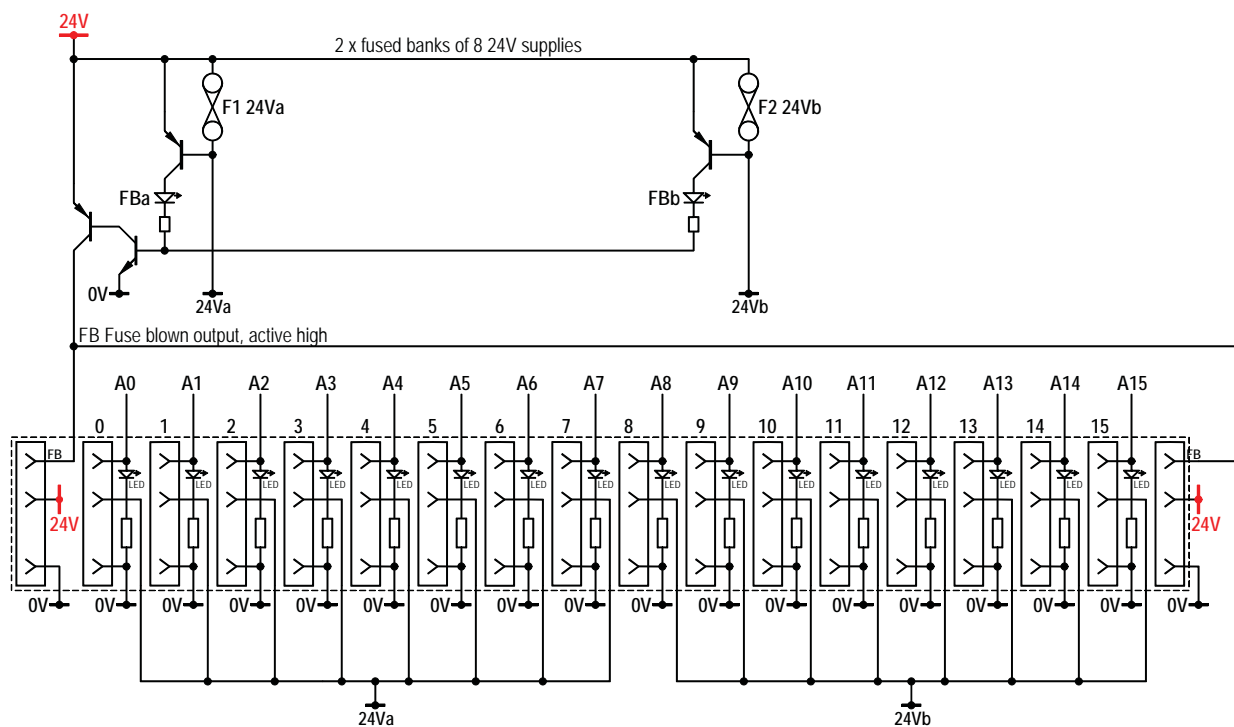 24V
2 x fused banks of 8 24V supplies
F1 24Va
F2 24Vb
FBa
FBb
0V
24Va
24Vb
FB Fuse blown output, active high
A0 A1 A2 A3 A4 A5 A6 A7 A8 A9 A10 A11 A12 A13 A14 A15
0 1 2 3 4 5 6 7 8 9 10 11 12 13 14 15
FB FB
LED LED LED LED LED LED LED LED LED LED LED LED LED LED LED LED
24V 24V
0V 0V 0V 0V 0V 0V 0V 0V 0V 0V 0V 0V 0V 0V 0V 0V 0V 0V
24Va 24Vb